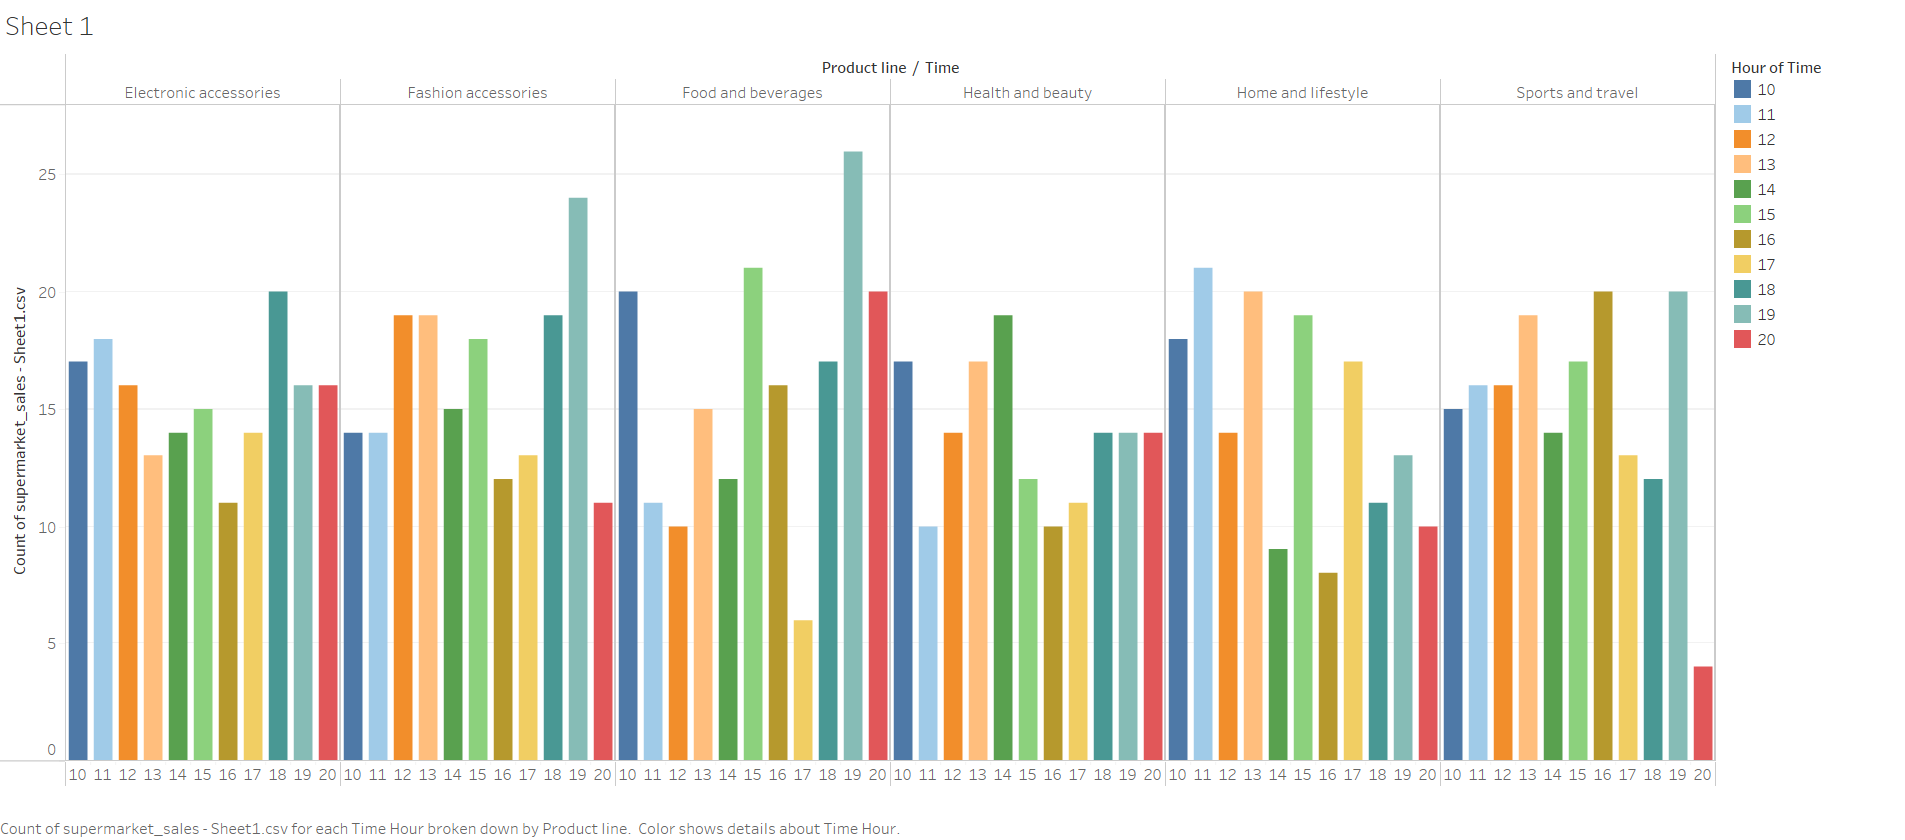 Sheet 1
Product line / Time
Electronic accessories Fashion accessories Food and beverages Health and beauty Home and lifestyle Sports and travel
Hour of Time
10
11
12
13
14
15
16
17
18
19
20
Count of supermarket_sales - Sheet1.csv
25
20
15
10
5
0
10 11 12 13 14 15 16 17 18 19 20 10 11 12 13 14 15 16 17 18 19 20 10 11 12 13 14 15 16 17 18 19 20 10 11 12 13 14 15 16 17 18 19 20 10 11 12 13 14 15 16 17 18 19 20 10 11 12 13 14 15 16 17 18 19 20
Count of supermarket_sales - Sheet1.csv for each Time Hour broken down by Product line. Color shows details about Time Hour.